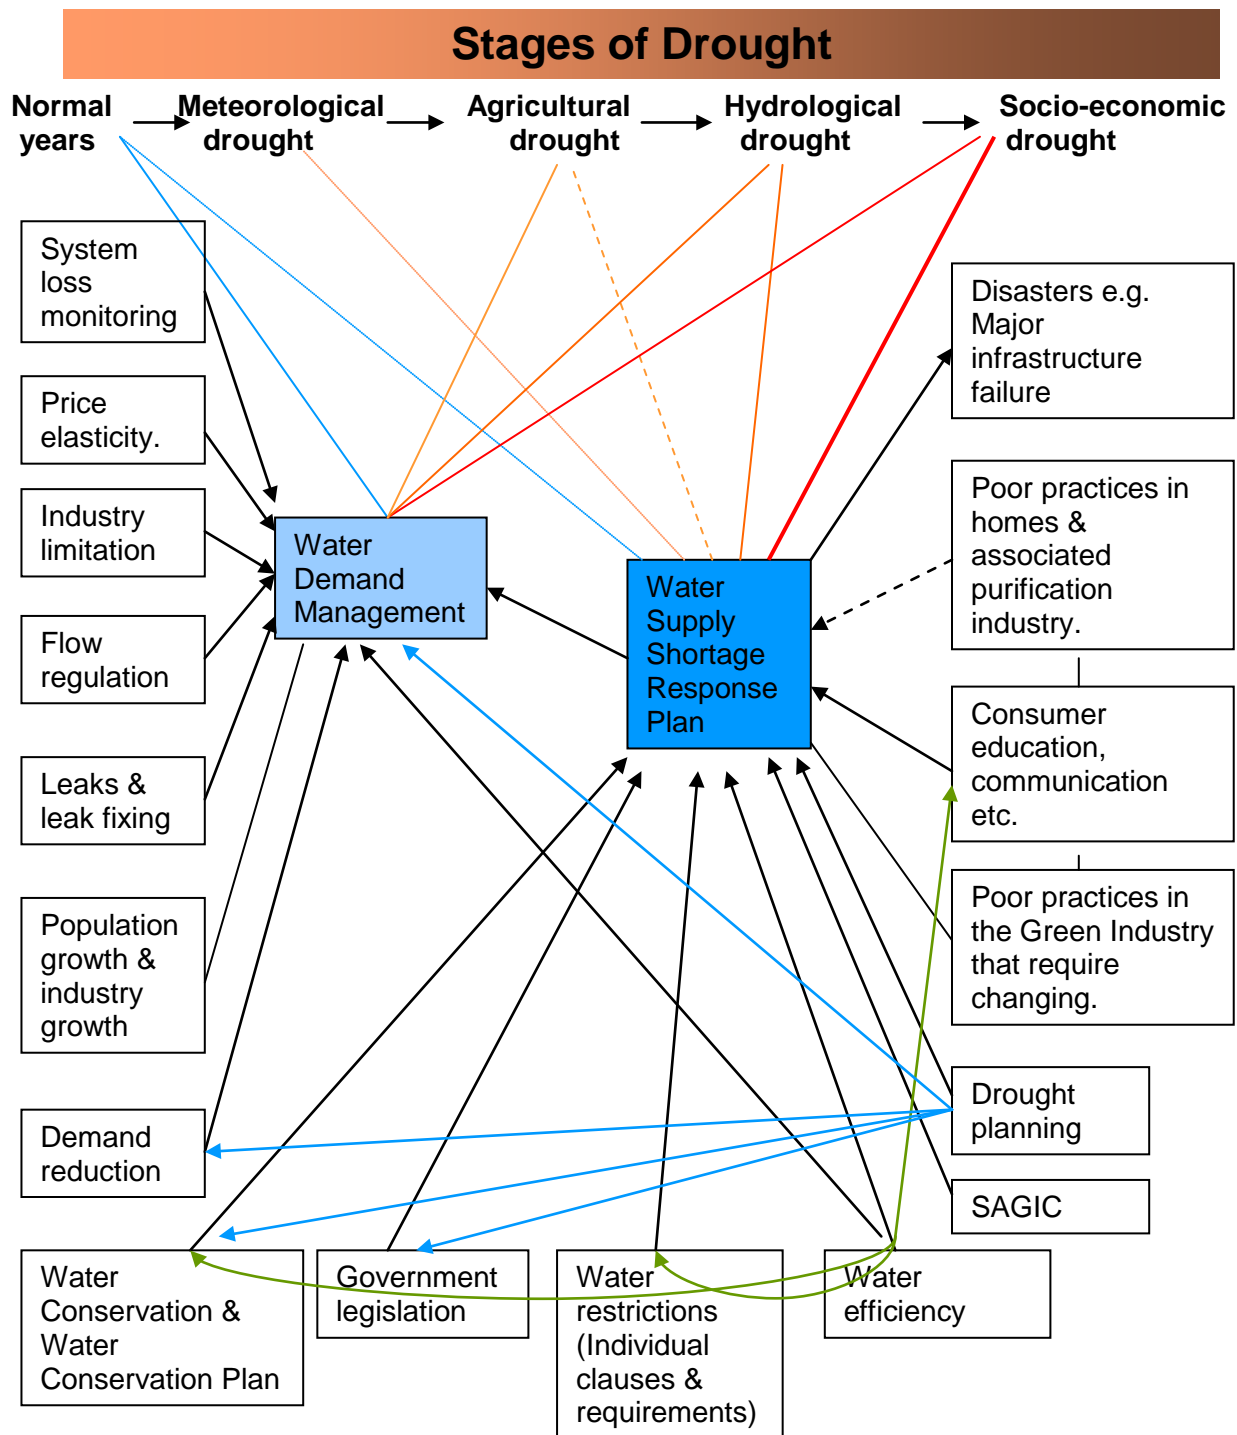 Stages of Drought
Normal
years
Meteorological
drought
Agricultural
drought
Hydrological
drought
Socio-economic
drought
System
loss
monitoring
Price
elasticity.
Industry
limitation
Flow
regulation
Leaks &
leak fixing
Population
growth &
industry
growth
Demand
reduction
Water
Demand
Management
Water
Supply
Shortage
Response
Plan
Disasters e.g.
Major
infrastructure
failure
Poor practices in
homes &
associated
purification
industry.
Consumer
education,
communication
etc.
Poor practices in
the Green Industry
that require
changing.
Drought
planning
SAGIC
Water
Conservation &
Water
Conservation Plan
Government
legislation
Water
restrictions
(Individual
clauses &
requirements)
Water
efficiency